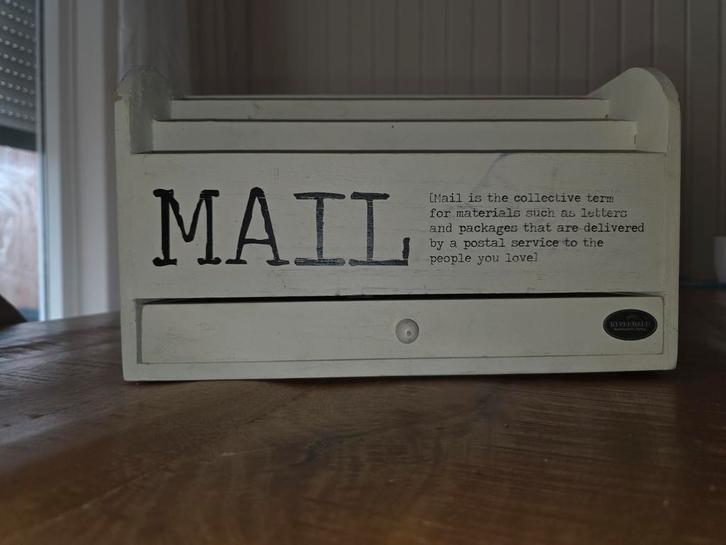 MAIL
[Mail is the collective term
for materials such as letters
and packages that are delivered
by a postal service to the
people you love]